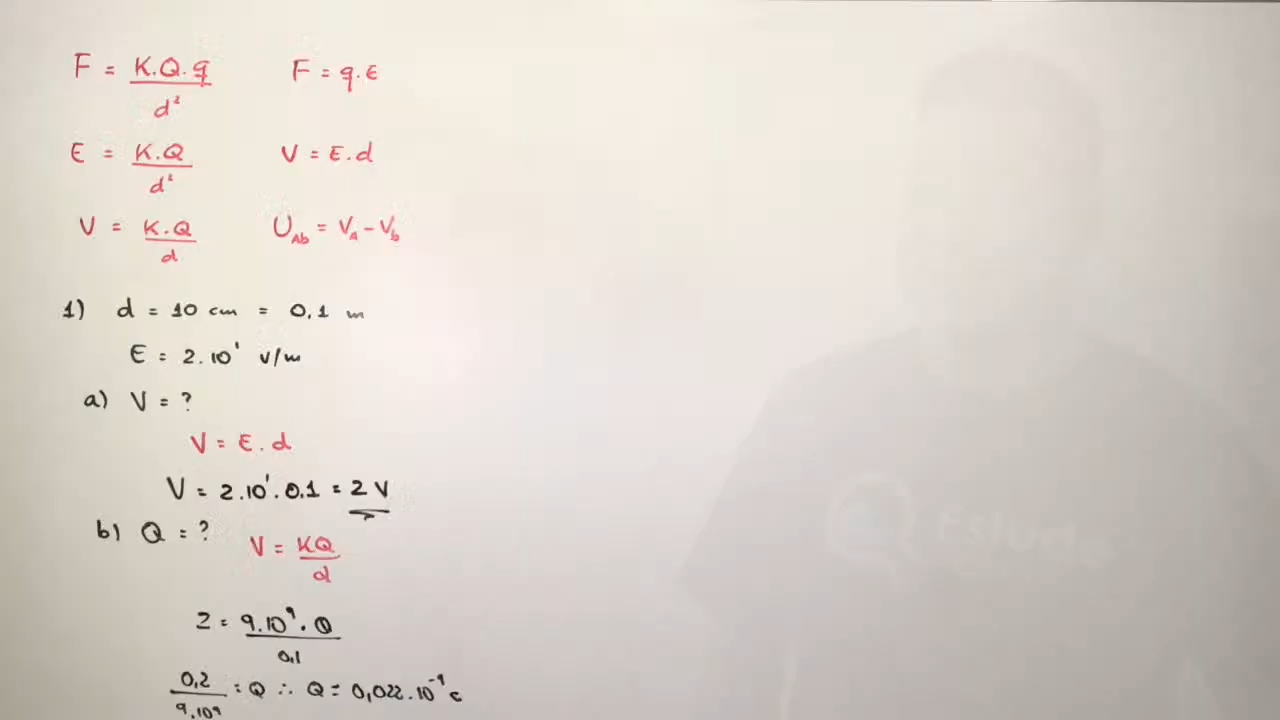 F = K.Q.q / d² F = q.E
E = K.Q / d² V = E.d
V = K.Q / d U_Ab = V_A - V_b
1) d = 10 cm = 0,1 m
E = 2.10¹ v/m
a) V = ?
V = E.d
V = 2.10¹.0,1 = 2 V
b) Q = ?
V = KQ / d
2 = 9.10⁹.Q / 0,1
0,2 / 9.10⁹ = Q ∴ Q = 0,022.10⁻⁹ c
Estude